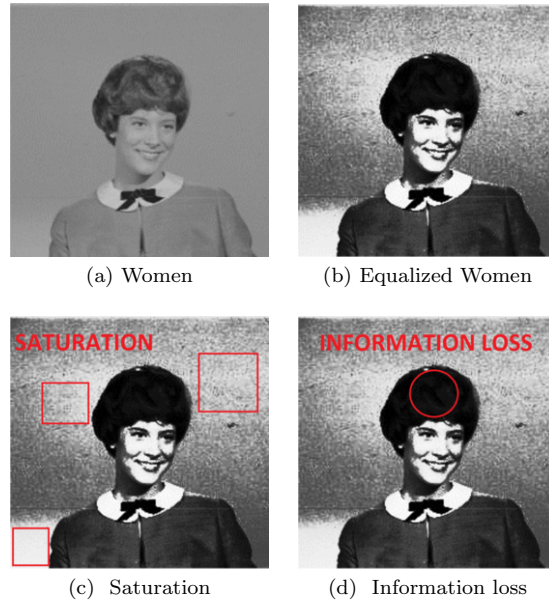 (a) Women
(b) Equalized Women
SATURATION
INFORMATION LOSS
(c) Saturation
(d) Information loss